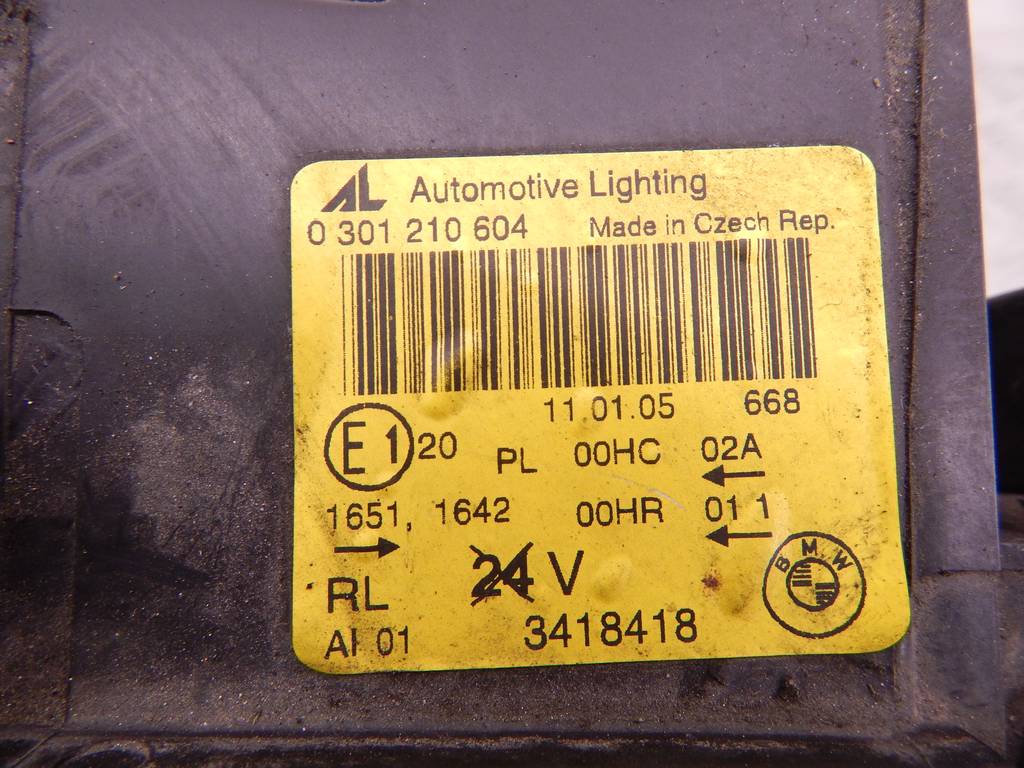 AL Automotive Lighting
0 301 210 604 Made in Czech Rep.
11.01.05 668
E1 20 PL 00HC 02A
1651, 1642 00HR 01 1
RL 24 V BMW
AI 01 3418418